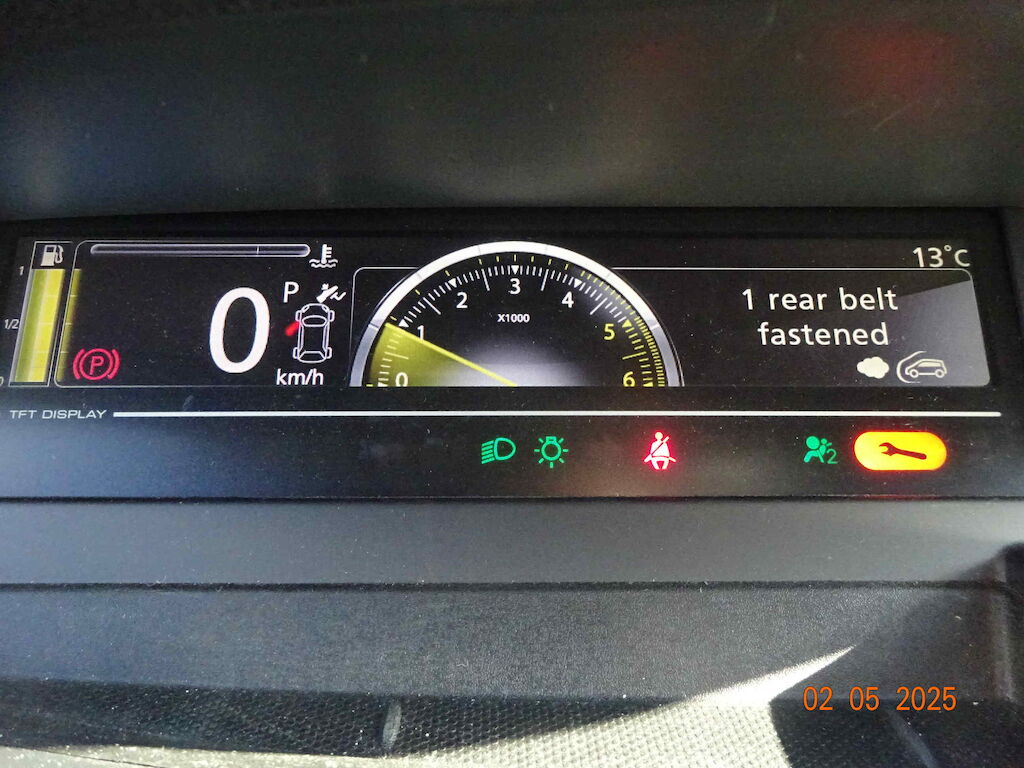 13°C
1
1/2
0
P
0
km/h
P
0 1 2 3 4 5 6
X1000
1 rear belt
fastened
TFT DISPLAY
2
02 05 2025